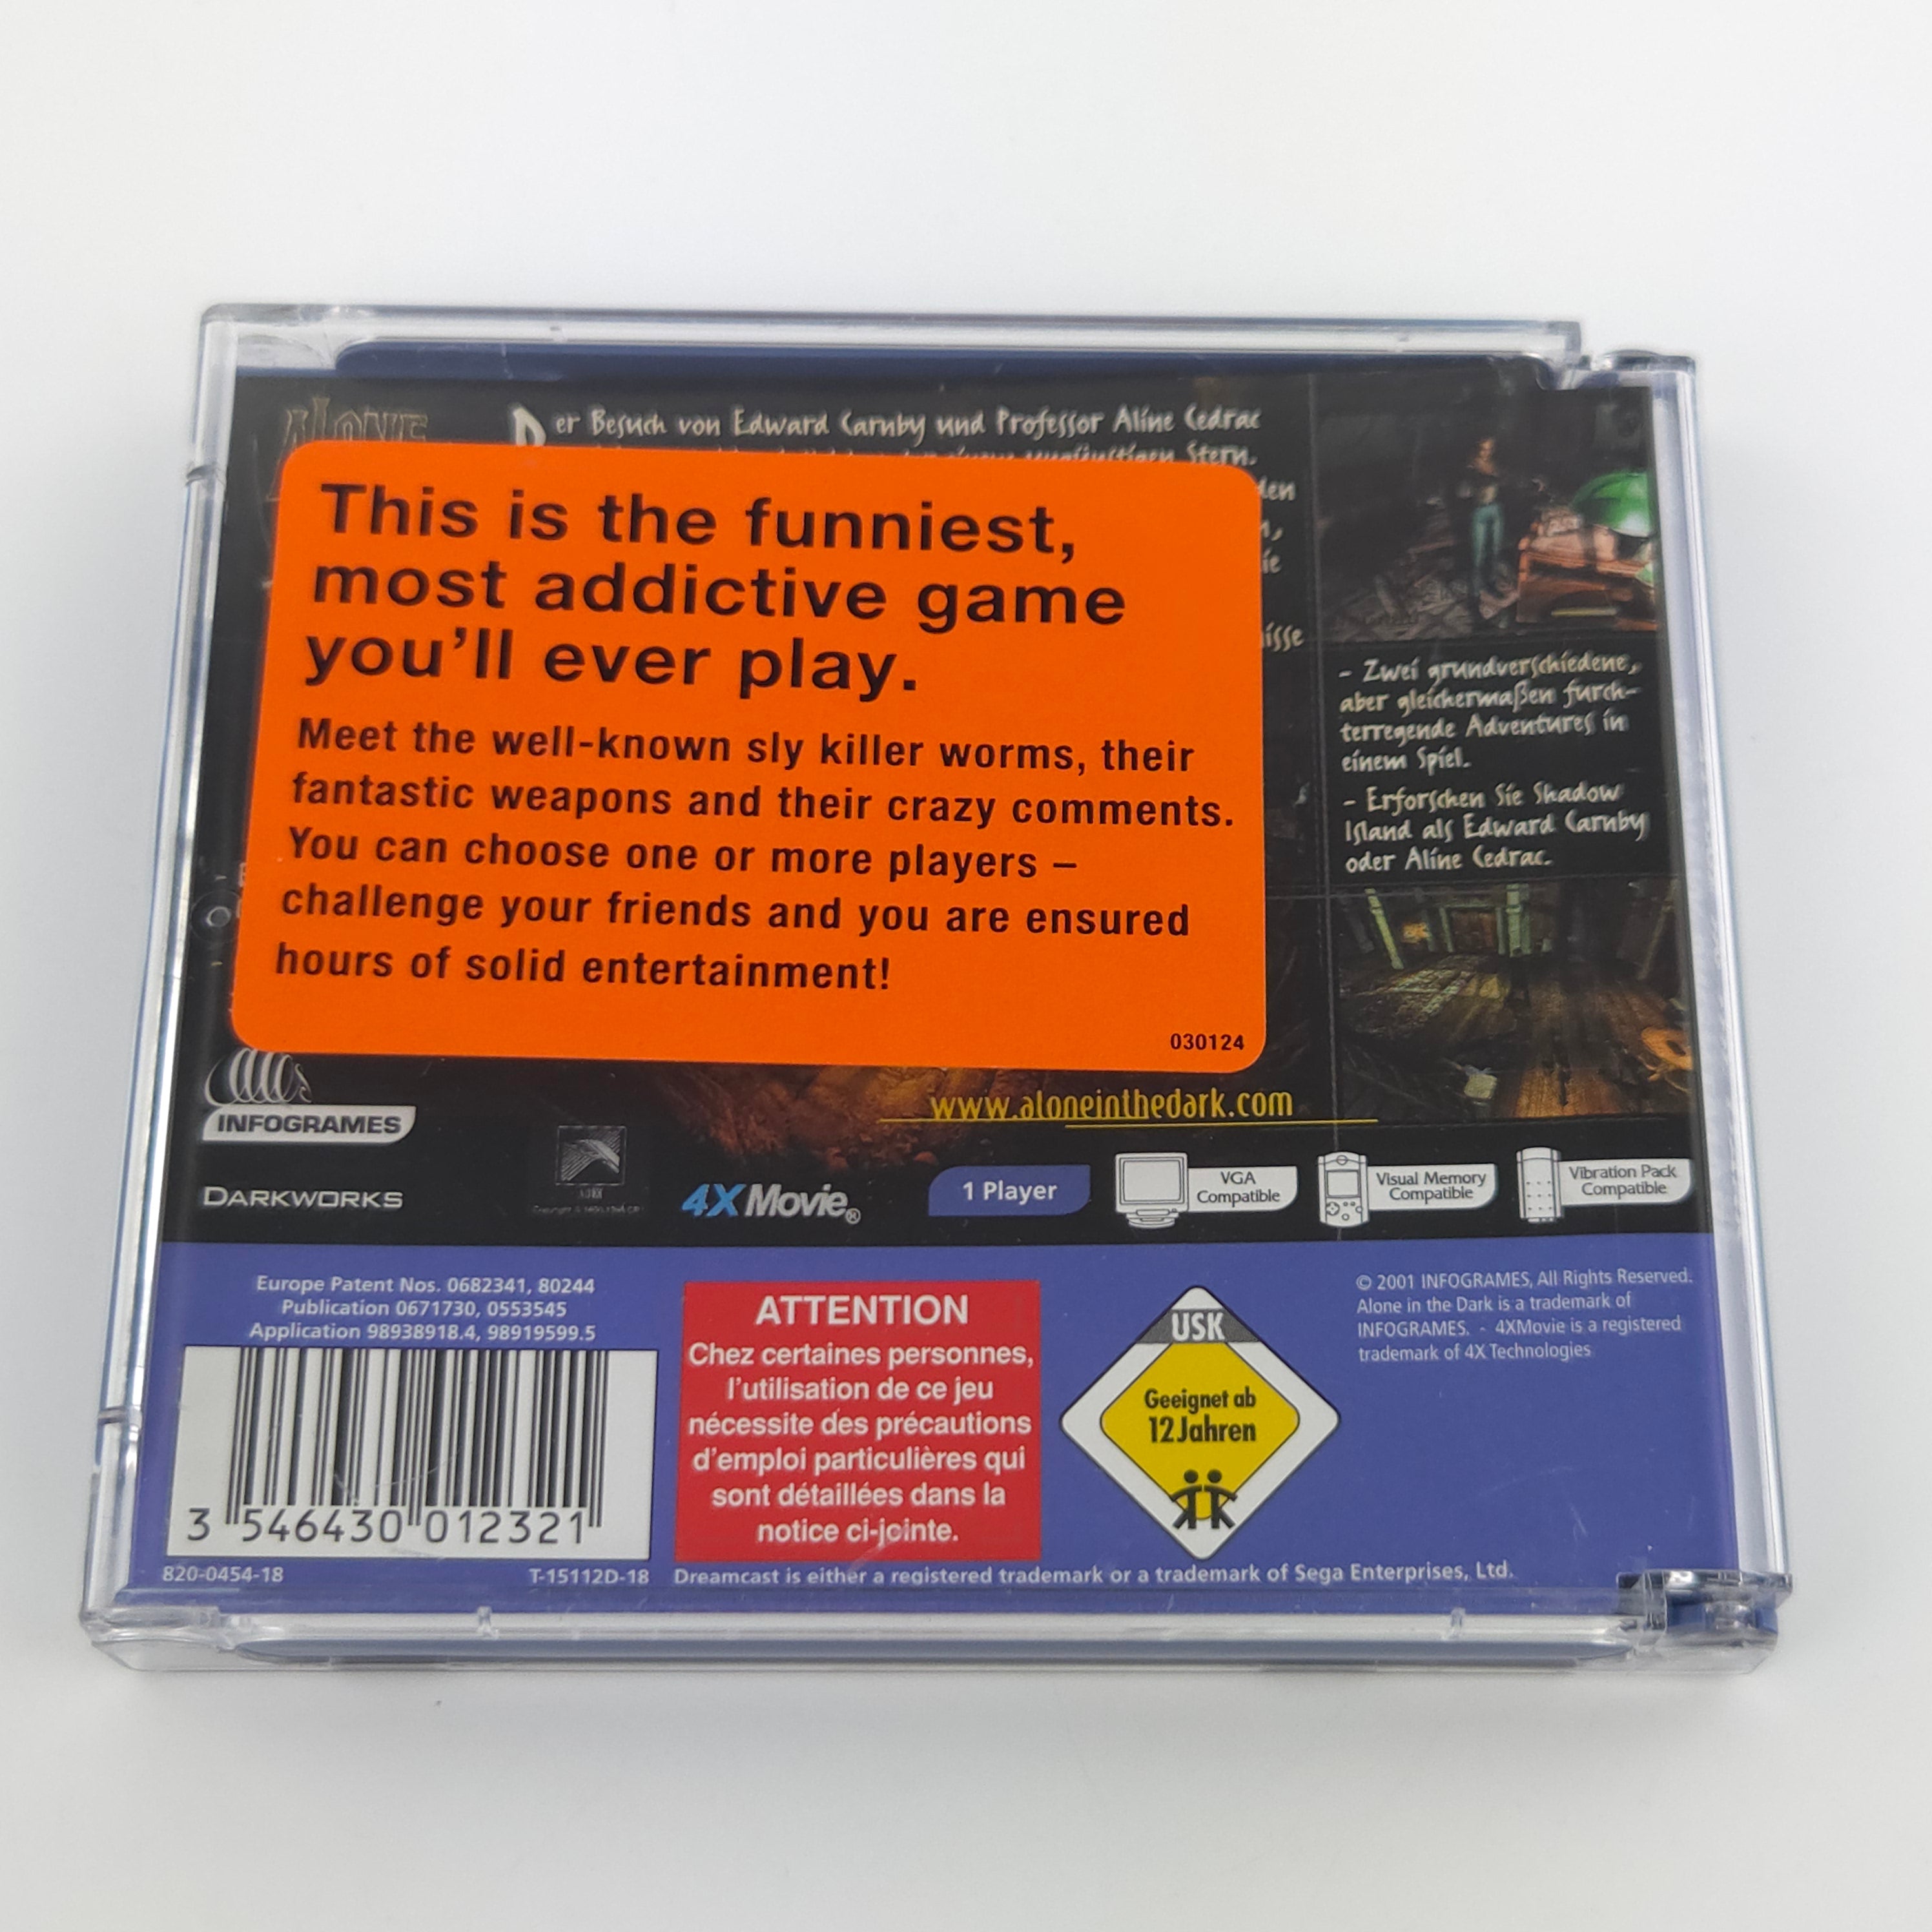 ALONE
Der Besuch von Edward Carnby und Professor Aline Cedrac
ungünstigen Stern.
This is the funniest,
most addictive game
you'll ever play.
Meet the well-known sly killer worms, their
fantastic weapons and their crazy comments.
You can choose one or more players –
challenge your friends and you are ensured
hours of solid entertainment!
030124
- Zwei grundverschiedene,
aber gleichermaßen furch-
terregende Adventures in
einem Spiel.
- Erforschen Sie Shadow
Island als Edward Carnby
oder Aline Cedrac.
www.aloneinthedark.com
INFOGRAMES
DARKWORKS
4X Movie®
1 Player
VGA
Compatible
Visual Memory
Compatible
Vibration Pack
Compatible
Europe Patent Nos. 0682341, 80244
Publication 0671730, 0553545
Application 98938918.4, 98919599.5
3 546430 012321
820-0454-18
T-15112D-18
ATTENTION
Chez certaines personnes,
l'utilisation de ce jeu
nécessite des précautions
d'emploi particulières qui
sont détaillées dans la
notice ci-jointe.
USK
Geeignet ab
12 Jahren
© 2001 INFOGRAMES, All Rights Reserved.
Alone in the Dark is a trademark of
INFOGRAMES. - 4XMovie is a registered
trademark of 4X Technologies
Dreamcast is either a registered trademark or a trademark of Sega Enterprises, Ltd.